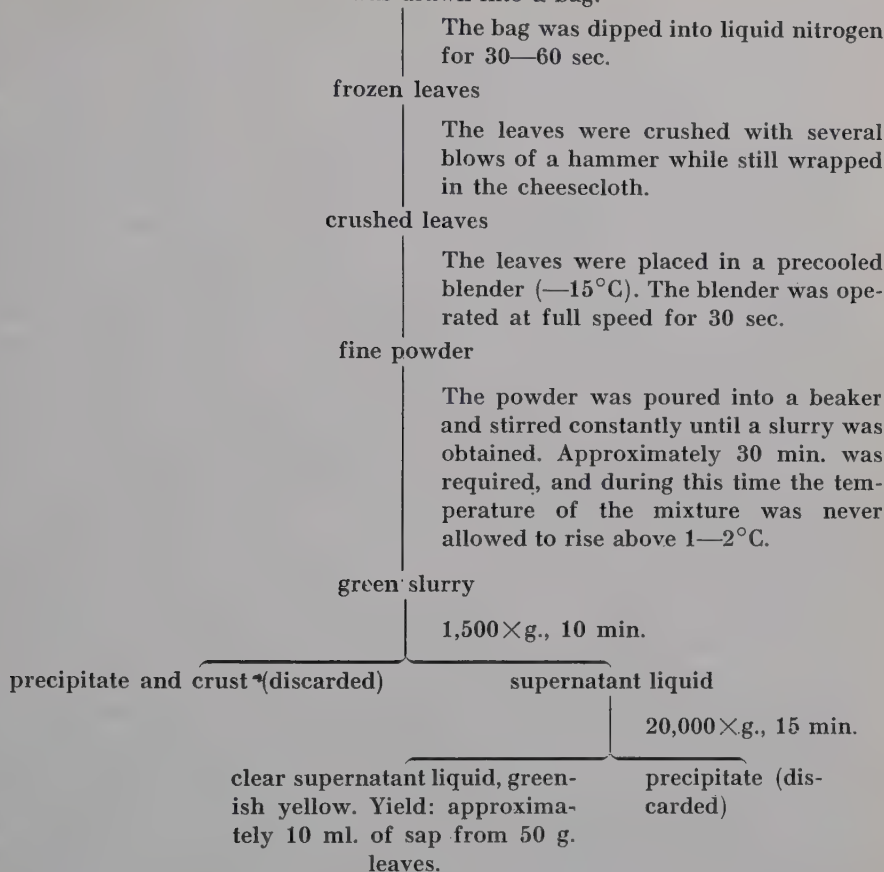 The bag was dipped into liquid nitrogen
for 30—60 sec.
frozen leaves
The leaves were crushed with several
blows of a hammer while still wrapped
in the cheesecloth.
crushed leaves
The leaves were placed in a precooled
blender (—15°C). The blender was ope-
rated at full speed for 30 sec.
fine powder
The powder was poured into a beaker
and stirred constantly until a slurry was
obtained. Approximately 30 min. was
required, and during this time the tem-
perature of the mixture was never
allowed to rise above 1—2°C.
green slurry
1,500×g., 10 min.
precipitate and crust (discarded)
supernatant liquid
20,000×g., 15 min.
clear supernatant liquid, green-
ish yellow. Yield: approxima-
tely 10 ml. of sap from 50 g.
leaves.
precipitate (dis-
carded)